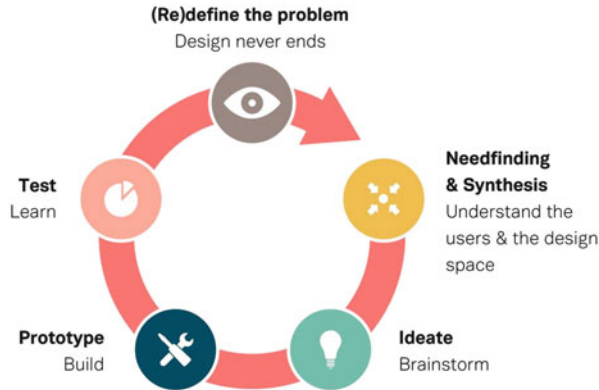 (Re)define the problem
Design never ends
Needfinding
& Synthesis
Understand the
users & the design
space
Ideate
Brainstorm
Prototype
Build
Test
Learn